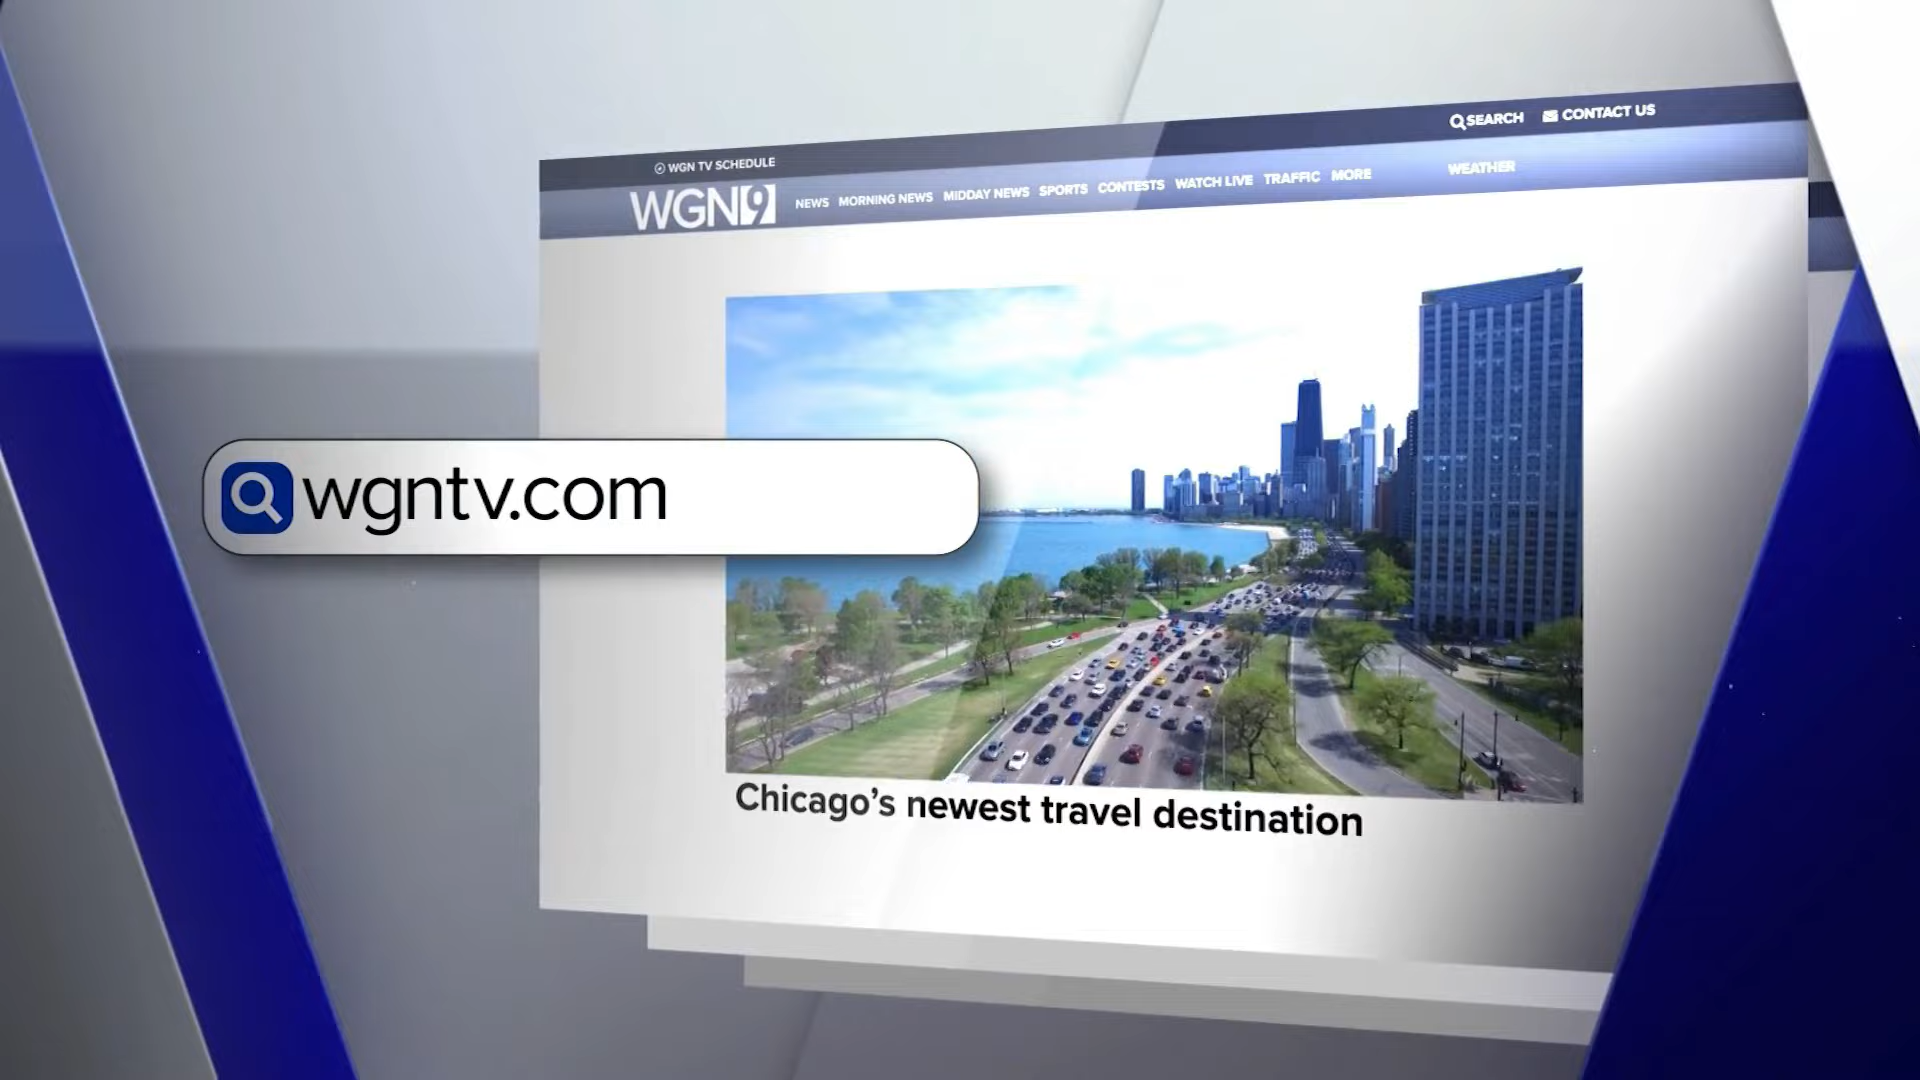 SEARCH CONTACT US
WGN TV SCHEDULE
WGN9 NEWS MORNING NEWS MIDDAY NEWS SPORTS CONTESTS WATCH LIVE TRAFFIC MORE WEATHER
wgntv.com
Chicago’s newest travel destination